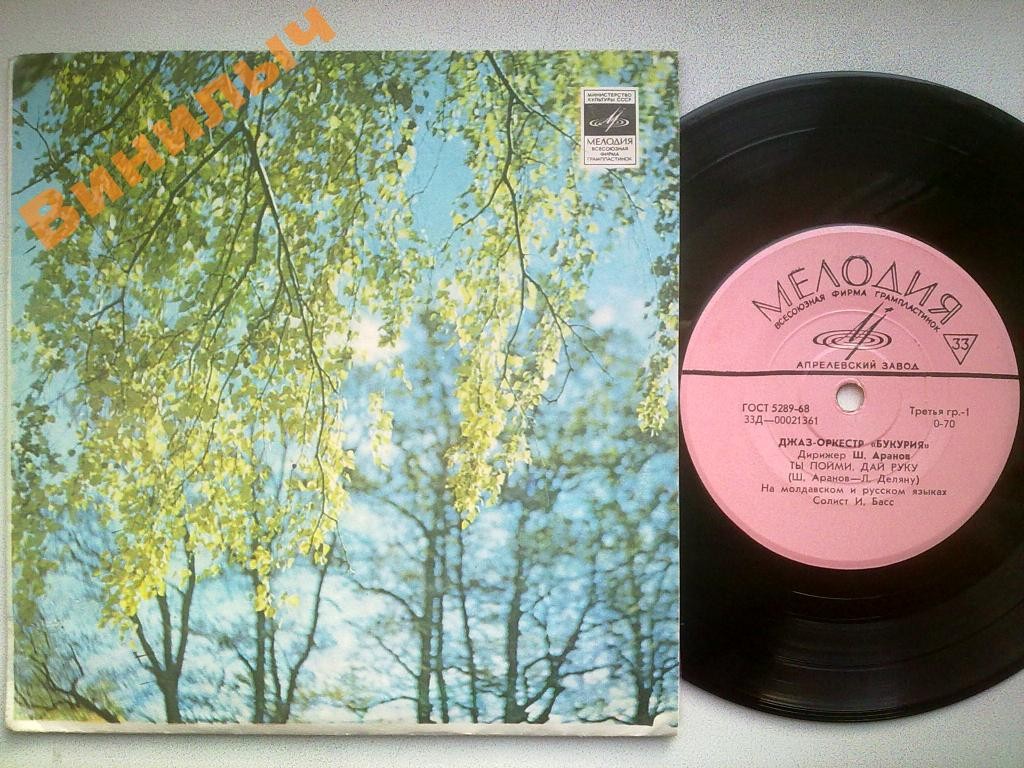 Винилыч
МИНИСТЕРСТВО
КУЛЬТУРЫ СССР
МЕЛОДИЯ
ВСЕСОЮЗНАЯ
ФИРМА
ГРАМПЛАСТИНОК
МЕЛОДИЯ
ВСЕСОЮЗНАЯ ФИРМА ГРАМПЛАСТИНОК
33
АПРЕЛЕВСКИЙ ЗАВОД
ГОСТ 5289-68
Третья гр.-1
33Д—00021361
0-70
ДЖАЗ-ОРКЕСТР «БУКУРИЯ»
Дирижер Ш. Аранов
ТЫ ПОЙМИ, ДАЙ РУКУ
(Ш. Аранов—Л. Деляну)
На молдавском и русском языках
Солист И. Басс